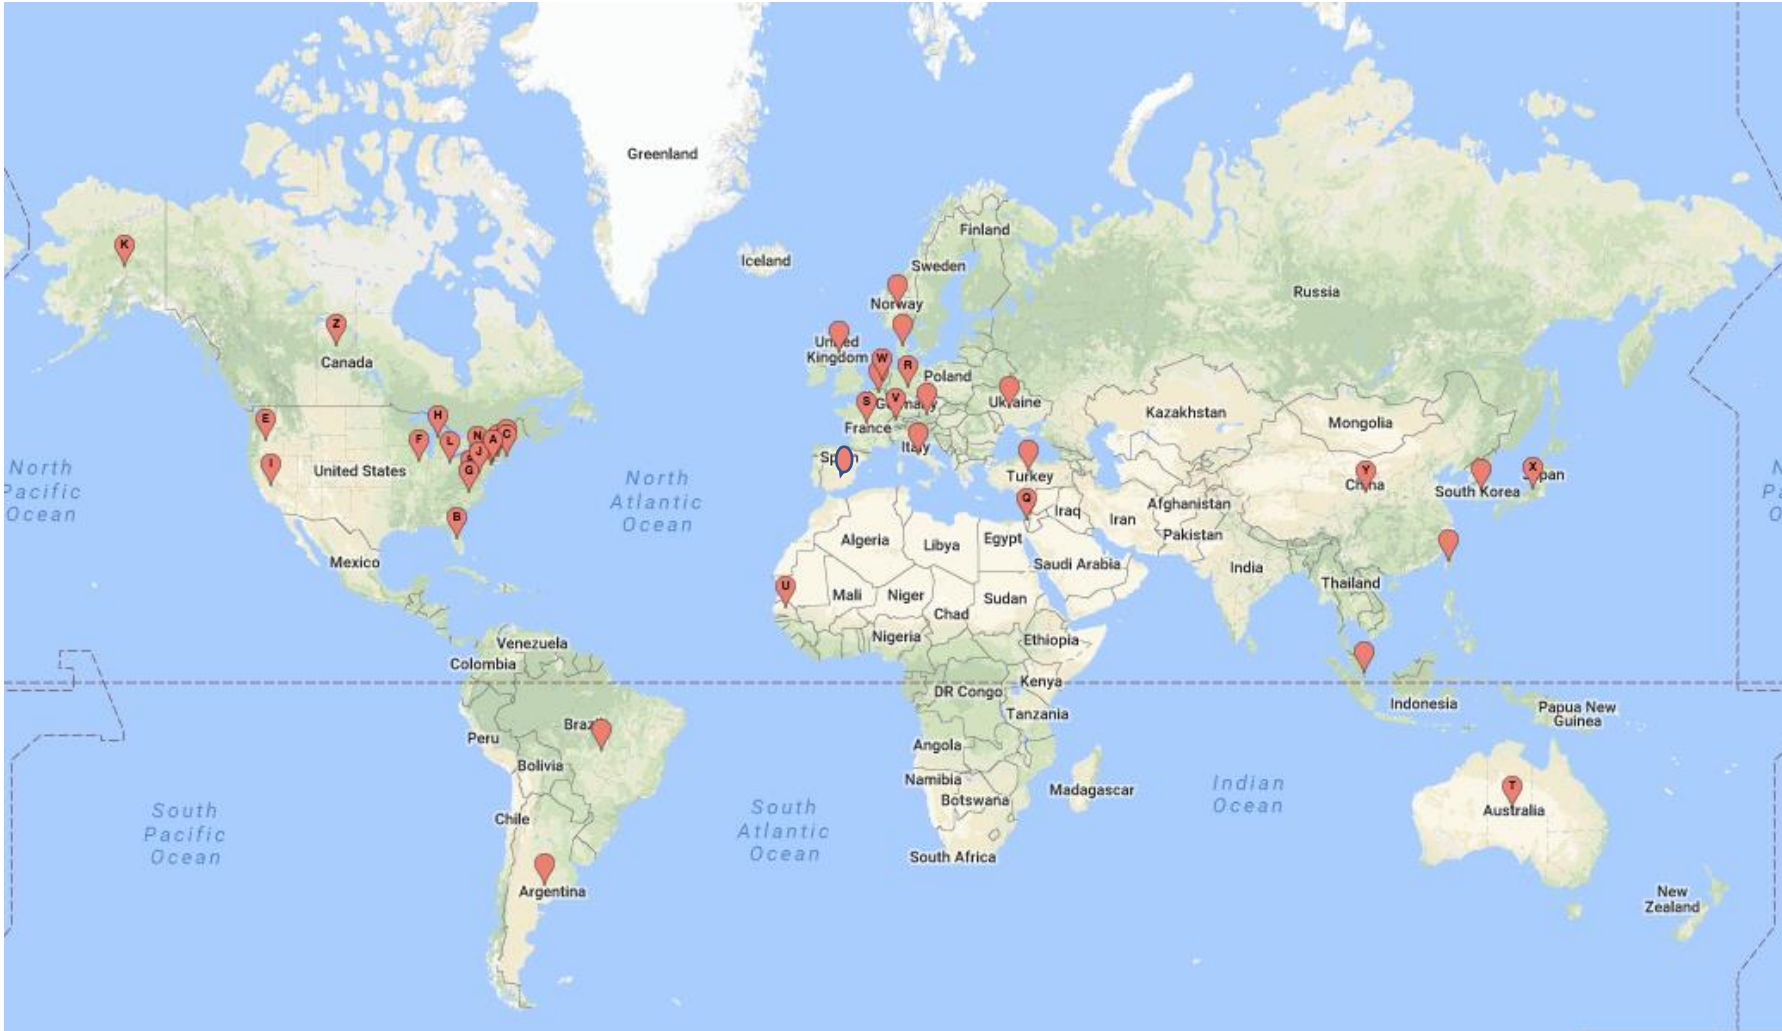 Greenland
K
Finland
Iceland
Sweden
Norway
Russia
Z
Canada
United
Kingdom
W
R
Poland
S
V
Germany
Ukraine
France
Italy
Kazakhstan
Mongolia
E
H
F
L
N
A
C
J
G
I
United States
B
North
Pacific
Ocean
North
Atlantic
Ocean
Spain
Turkey
Q
Iraq
Iran
Afghanistan
Pakistan
Y
China
South Korea
X
Japan
Mexico
Algeria
Libya
Egypt
Saudi Arabia
India
Thailand
U
Mali
Niger
Chad
Sudan
Nigeria
Ethiopia
Venezuela
Colombia
DR Congo
Kenya
Tanzania
Indonesia
Papua New
Guinea
Brazil
Peru
Bolivia
Angola
Namibia
Botswana
Madagascar
Indian
Ocean
T
Australia
South
Pacific
Ocean
Chile
South
Atlantic
Ocean
South Africa
Argentina
New
Zealand